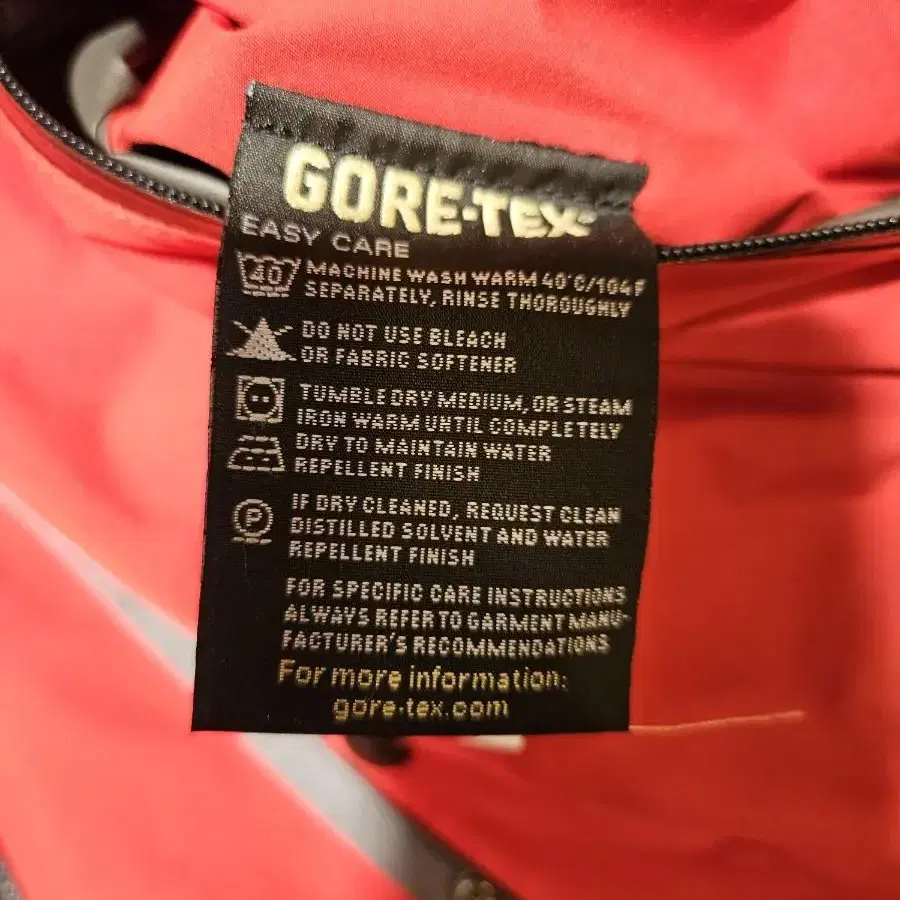 GORE-TEX
EASY CARE
40 MACHINE WASH WARM 40°C/104F
SEPARATELY, RINSE THOROUGHLY
DO NOT USE BLEACH
OR FABRIC SOFTENER
TUMBLE DRY MEDIUM, OR STEAM
IRON WARM UNTIL COMPLETELY
DRY TO MAINTAIN WATER
REPELLENT FINISH
P IF DRY CLEANED, REQUEST CLEAN
DISTILLED SOLVENT AND WATER
REPELLENT FINISH
FOR SPECIFIC CARE INSTRUCTIONS
ALWAYS REFER TO GARMENT MANU-
FACTURER'S RECOMMENDATIONS
For more information:
gore-tex.com